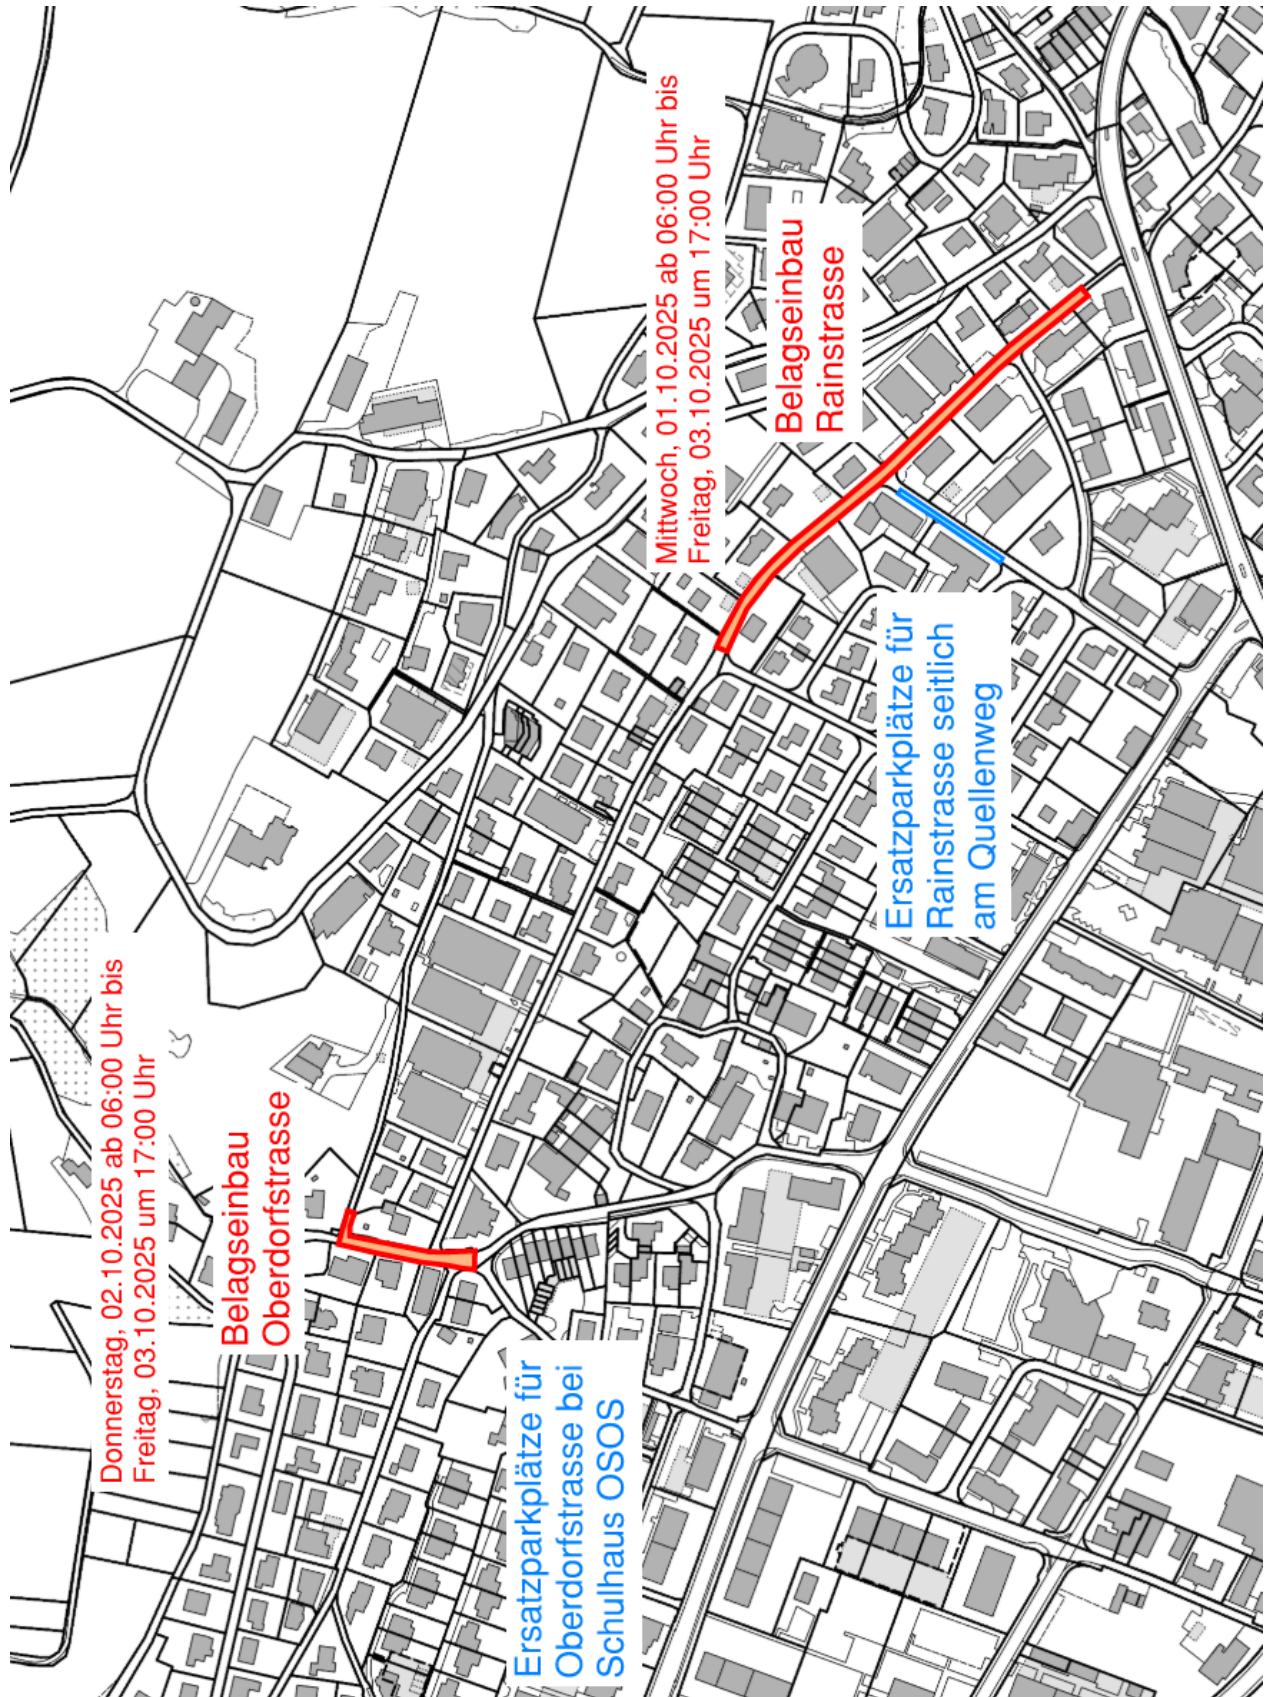 Donnerstag, 02.10.2025 ab 06:00 Uhr bis
Freitag, 03.10.2025 um 17:00 Uhr
Belagseinbau
Oberdorfstrasse
Ersatzparkplätze für
Oberdorfstrasse bei
Schulhaus OSOS
Mittwoch, 01.10.2025 ab 06:00 Uhr bis
Freitag, 03.10.2025 um 17:00 Uhr
Belagseinbau
Rainstrasse
Ersatzparkplätze für
Rainstrasse seitlich
am Quellenweg